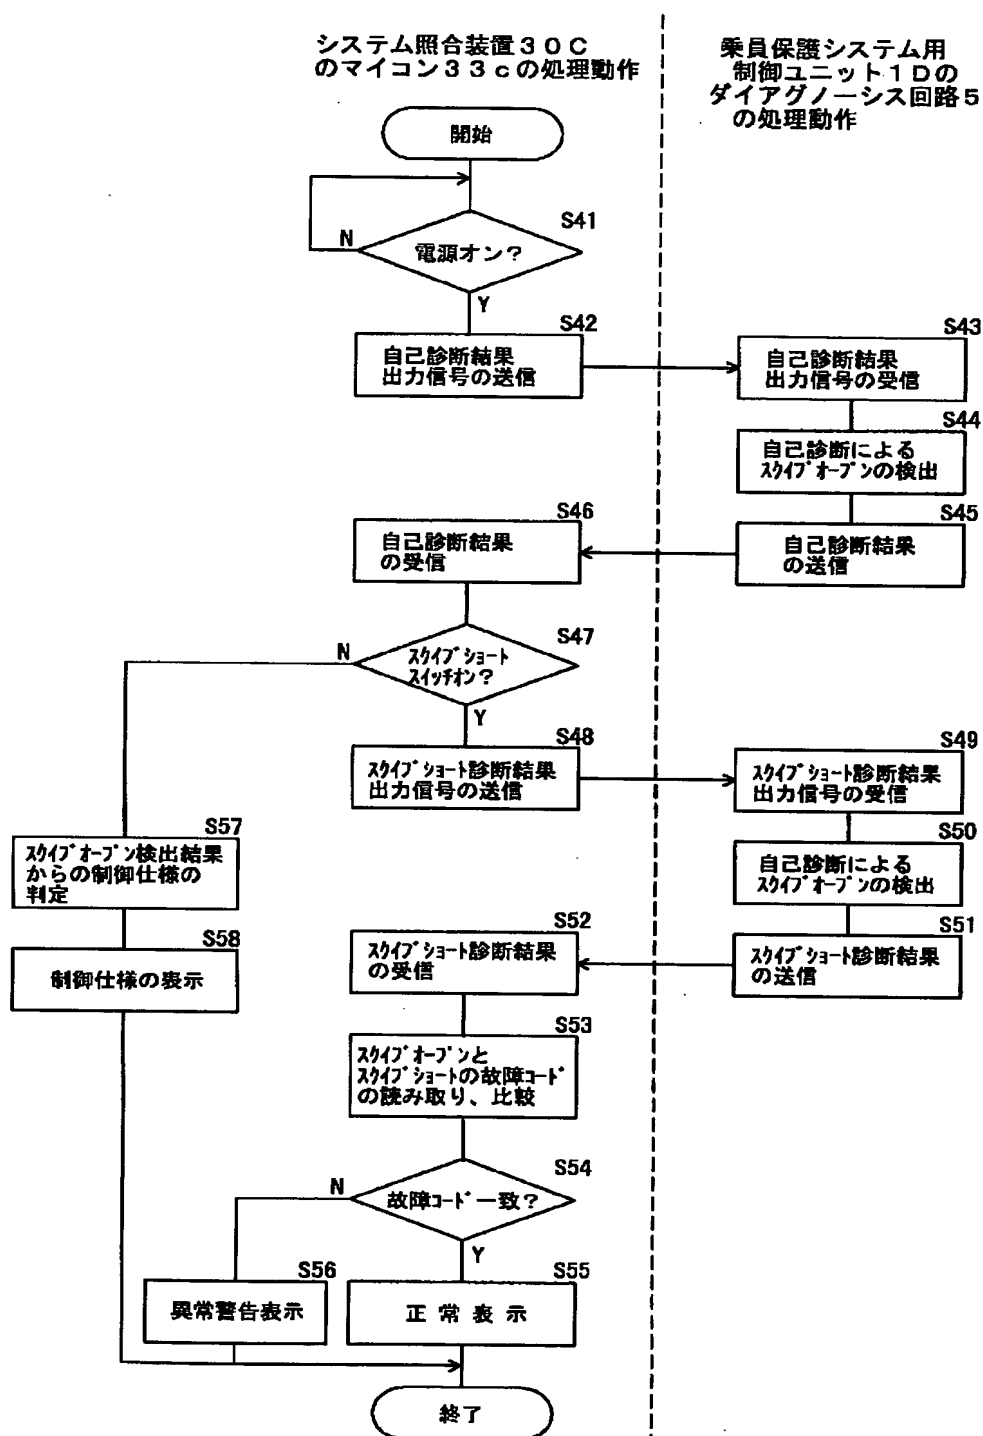 システム照合装置30C
のマイコン33cの処理動作
乗員保護システム用
制御ユニット1Dの
ダイアグノーシス回路5
の処理動作
開始
S41
N
電源オン?
Y
S42
自己診断結果
出力信号の送信
S43
自己診断結果
出力信号の受信
S44
自己診断による
スクイブオープンの検出
S45
自己診断結果
の送信
S46
自己診断結果
の受信
S47
N
スクイブショート
スイッチオン?
Y
S48
スクイブショート診断結果
出力信号の送信
S49
スクイブショート診断結果
出力信号の受信
S50
自己診断による
スクイブオープンの検出
S51
スクイブショート診断結果
の送信
S57
スクイブオープン検出結果
からの制御仕様の
判定
S58
制御仕様の表示
S52
スクイブショート診断結果
の受信
S53
スクイブオープンと
スクイブショートの故障コード
の読み取り、比較
S54
N
故障コード一致?
Y
S56
異常警告表示
S55
正常表示
終了